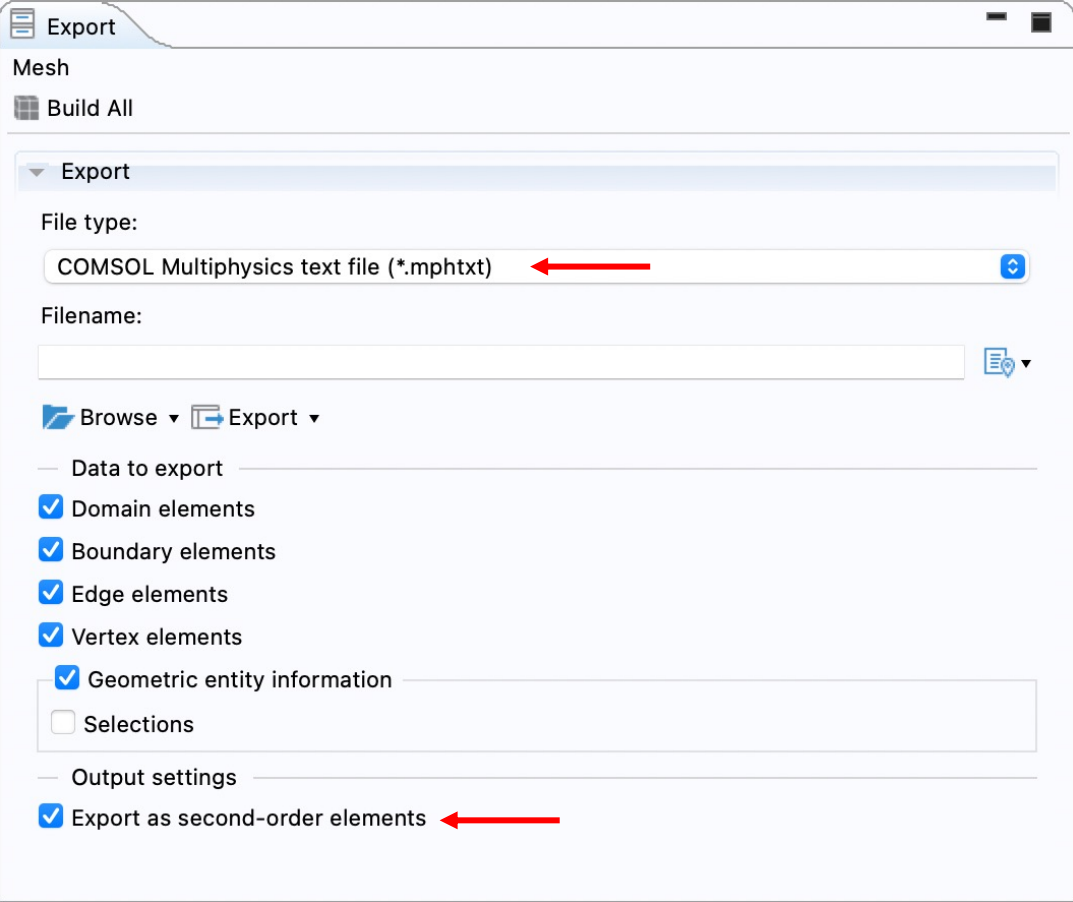 Export
Mesh
Build All
Export
File type:
COMSOL Multiphysics text file (*.mphtxt)
Filename:
Browse Export
Data to export
Domain elements
Boundary elements
Edge elements
Vertex elements
Geometric entity information
Selections
Output settings
Export as second-order elements